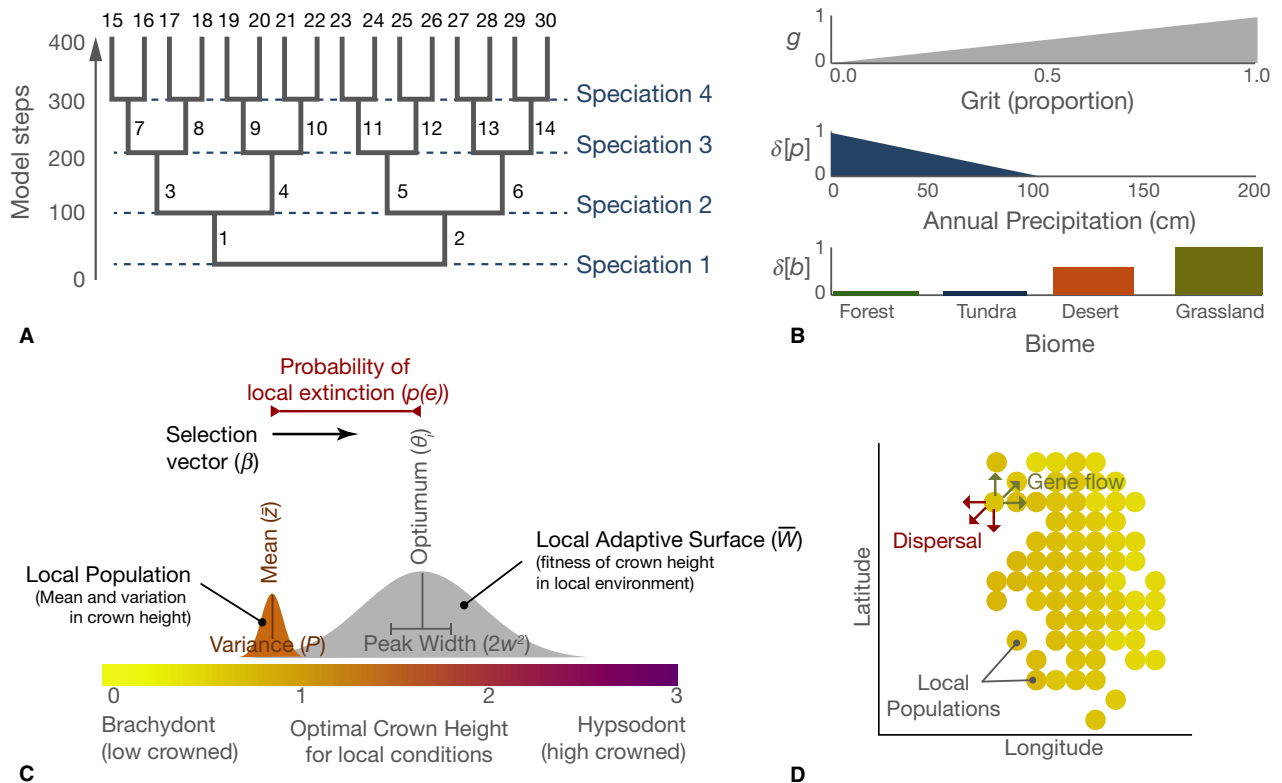 15 16 17 18 19 20 21 22 23 24 25 26 27 28 29 30
400
300
200
100
0
Model steps
Speciation 4
7 8 9 10 11 12 13 14
Speciation 3
3 4 5 6
Speciation 2
1 2
Speciation 1
A
g
1
0
0.0 0.5 1.0
Grit (proportion)
δ[p]
1
0
0 50 100 150 200
Annual Precipitation (cm)
δ[b]
1
0
Forest Tundra Desert Grassland
Biome
B
Probability of
local extinction (p(e))
Selection
vector (β)
Mean (z̄)
Optiumum (θi)
Local Population
(Mean and variation
in crown height)
Local Adaptive Surface (W̅)
(fitness of crown height
in local environment)
Variance (P)
Peak Width (2w²)
0 1 2 3
Brachydont
(low crowned)
Optimal Crown Height
for local conditions
Hypsodont
(high crowned)
C
Latitude
Gene flow
Dispersal
Local
Populations
Longitude
D